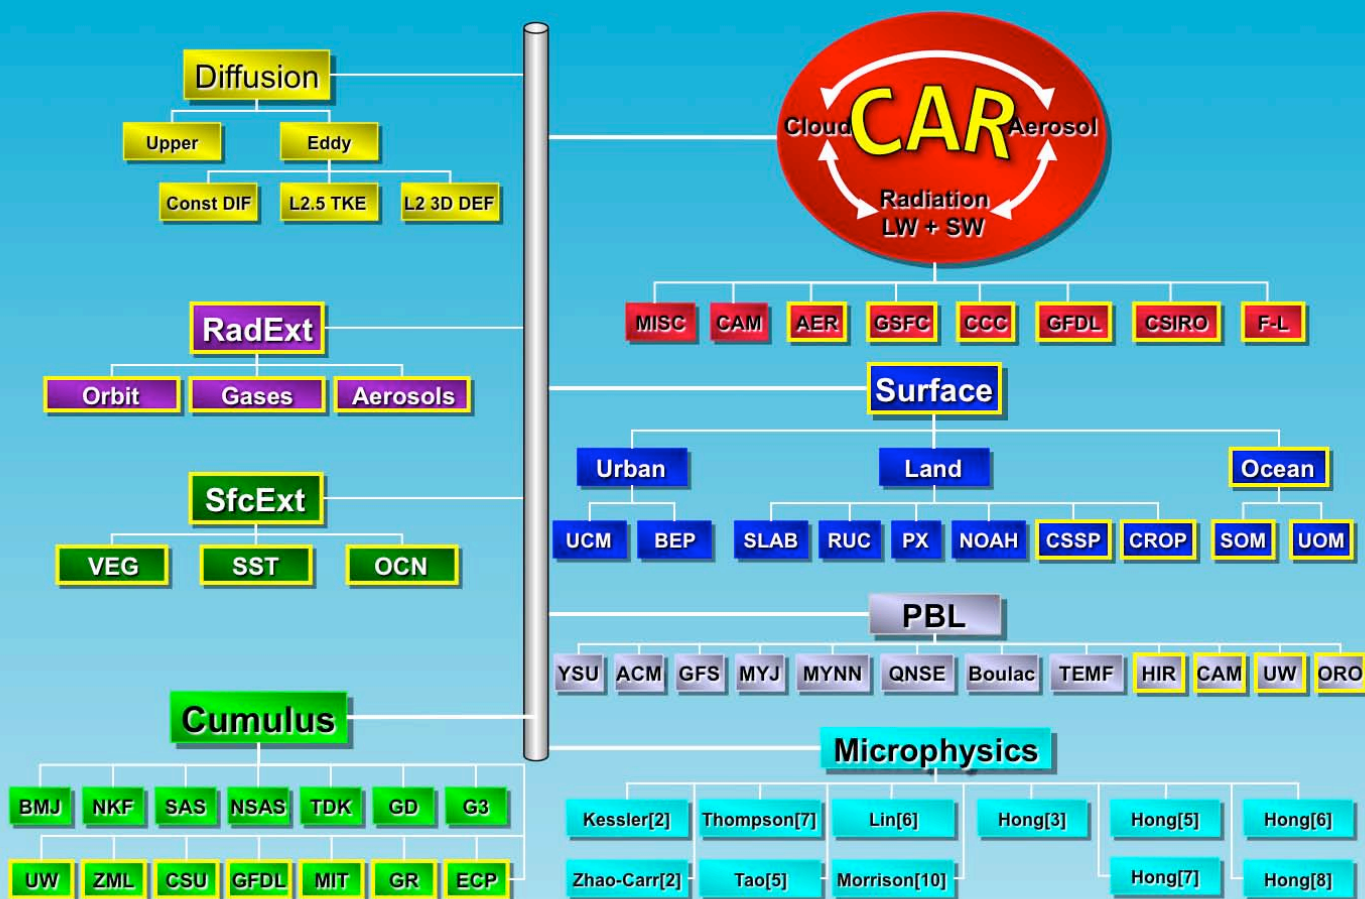 Diffusion
Upper
Eddy
Const DIF
L2.5 TKE
L2 3D DEF
CAR
Cloud
Aerosol
Radiation
LW + SW
MISC
CAM
AER
GSFC
CCC
GFDL
CSIRO
F-L
RadExt
Orbit
Gases
Aerosols
Surface
Urban
Land
Ocean
UCM
BEP
SLAB
RUC
PX
NOAH
CSSP
CROP
SOM
UOM
SfcExt
VEG
SST
OCN
PBL
YSU
ACM
GFS
MYJ
MYNN
QNSE
Boulac
TEMF
HIR
CAM
UW
ORO
Cumulus
BMJ
NKF
SAS
NSAS
TDK
GD
G3
UW
ZML
CSU
GFDL
MIT
GR
ECP
Microphysics
Kessler[2]
Thompson[7]
Lin[6]
Hong[3]
Hong[5]
Hong[6]
Zhao-Carr[2]
Tao[5]
Morrison[10]
Hong[7]
Hong[8]